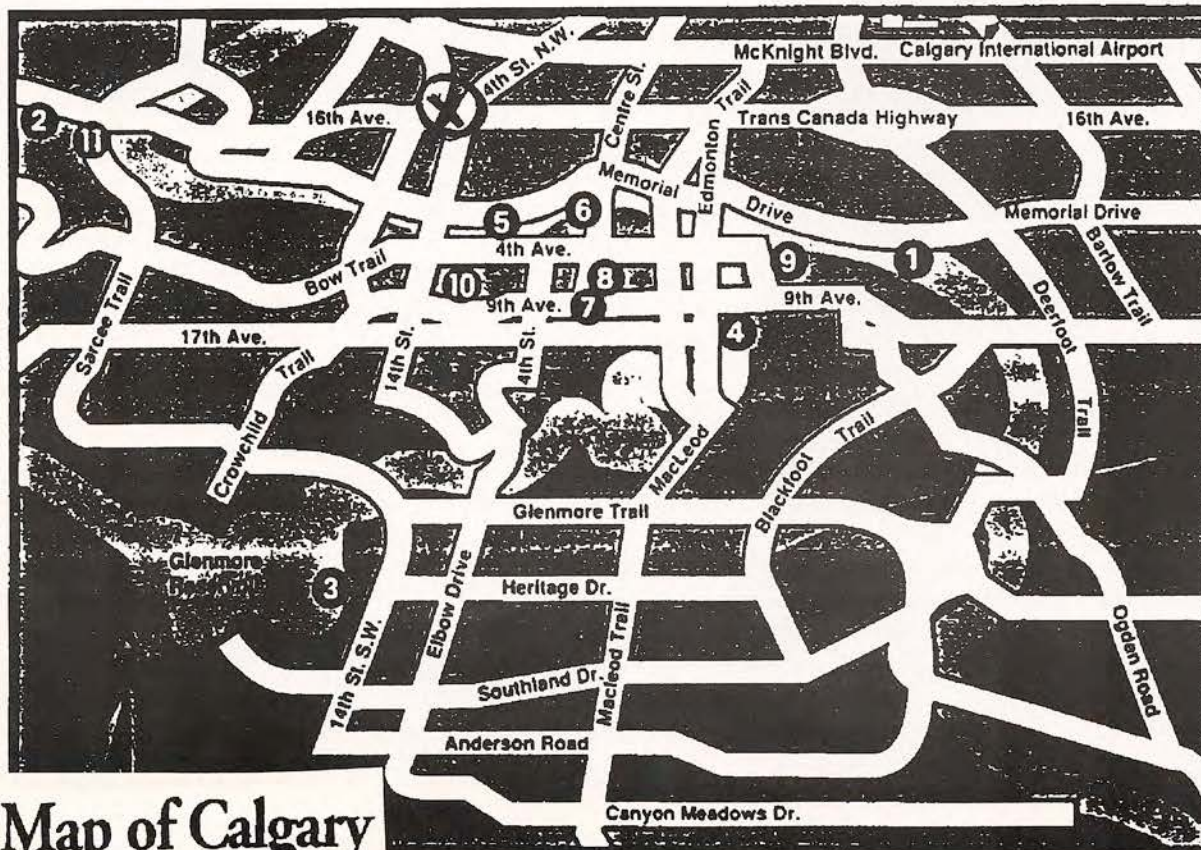 McKnight Blvd. Calgary International Airport
4th St. N.W.
Centre St.
Edmonton Trail
X
16th Ave.
Trans Canada Highway
16th Ave.
2
11
Memorial Drive
Memorial Drive
5
6
4th Ave.
9
1
Barlow Trail
Deerfoot Trail
Bow Trail
10
8
9th Ave.
7
9th Ave.
Sarcee Trail
17th Ave.
14th St.
4th St.
4
Crowchild Trail
MacLeod
Blackfoot Trail
Glenmore Trail
Glenmore
3
Heritage Dr.
Elbow Drive
14th St. S.W.
Macleod Trail
Southland Dr.
Ogden Road
Anderson Road
Canyon Meadows Dr.
Map of Calgary